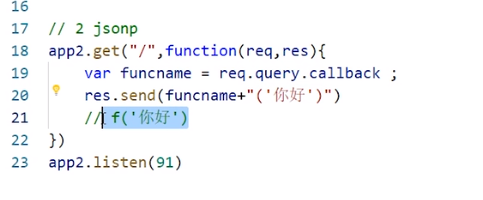 16
17 // 2 jsonp
18 app2.get("/",function(req,res){
19     var funcname = req.query.callback ;
20     res.send(funcname+"('你好')")
21     // f('你好')
22 })
23 app2.listen(91)